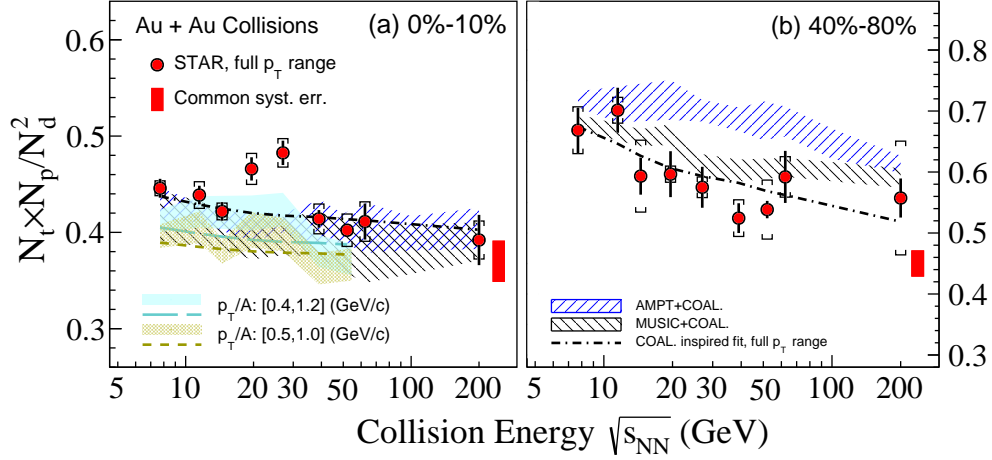 Au + Au Collisions
(a) 0%-10%
STAR, full p_T range
Common syst. err.
0.6
0.5
0.4
0.3
N_t×N_p/N_d^2
p_T/A: [0.4,1.2] (GeV/c)
p_T/A: [0.5,1.0] (GeV/c)
5 10 20 30 50 100 200
(b) 40%-80%
0.8
0.7
0.6
0.5
0.4
0.3
AMPT+COAL.
MUSIC+COAL.
COAL. inspired fit, full p_T range
5 10 20 30 50 100 200
Collision Energy √s_NN (GeV)